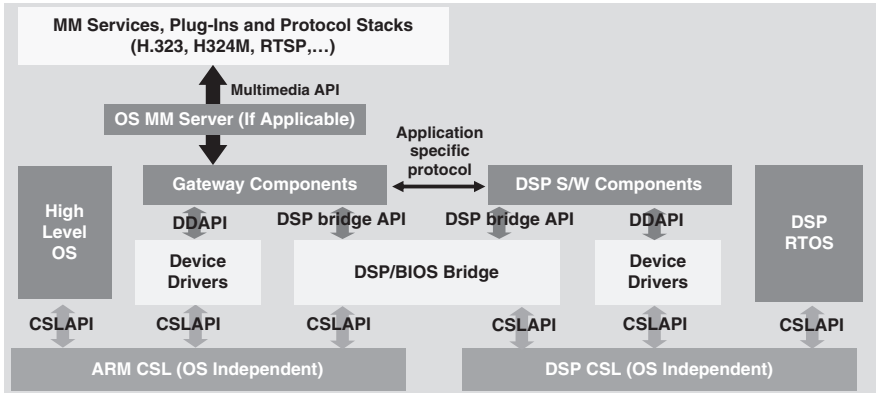 MM Services, Plug-Ins and Protocol Stacks
(H.323, H324M, RTSP,...)
Multimedia API
OS MM Server (If Applicable)
Application
specific
protocol
High
Level
OS
Gateway Components
DSP S/W Components
DSP
RTOS
DDAPI
DSP bridge API
DSP bridge API
DDAPI
Device
Drivers
DSP/BIOS Bridge
Device
Drivers
CSLAPI
CSLAPI
CSLAPI
CSLAPI
CSLAPI
CSLAPI
ARM CSL (OS Independent)
DSP CSL (OS Independent)